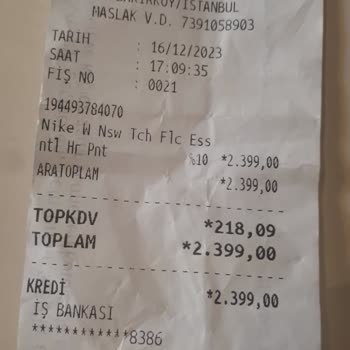 BAKIRKÖY/İSTANBUL
MASLAK V.D. 7391058903
TARİH : 16/12/2023
SAAT : 17:09:35
FİŞ NO : 0021
194493784070
Nike W Nsw Tch Flc Ess
ntl Hr Pnt %10 *2.399,00
ARATOPLAM *2.399,00
TOPKDV *218,09
TOPLAM *2.399,00
KREDİ *2.399,00
İŞ BANKASI
************8386